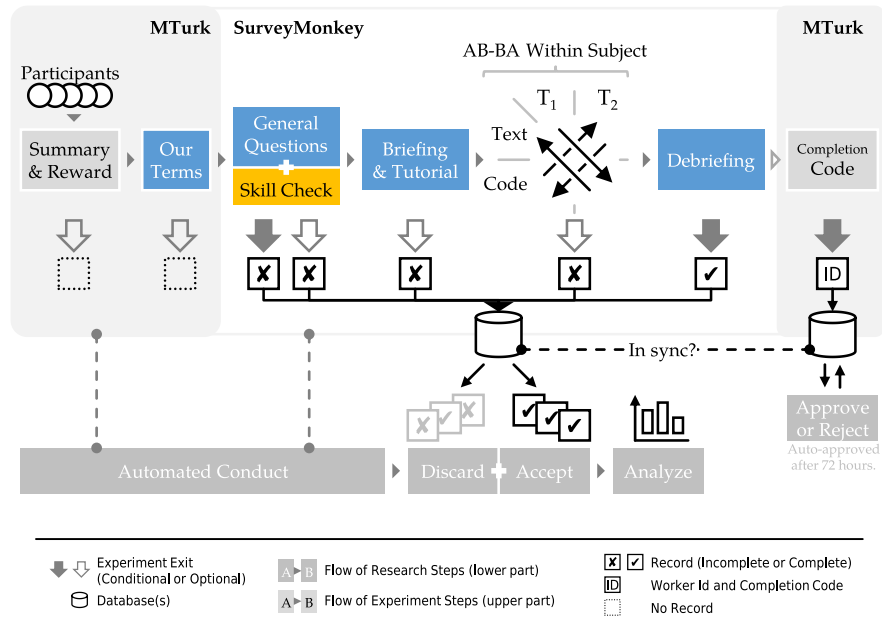 MTurk
SurveyMonkey
MTurk
AB-BA Within Subject
Participants
T1
T2
Summary
& Reward
Our
Terms
General
Questions
Skill Check
Briefing
& Tutorial
Text
Code
Debriefing
Completion
Code
✘
✘
✘
✘
✔
ID
In sync?
✘ ✔ ✘
✔ ✔ ✔
Approve
or Reject
Auto-approved
after 72 hours.
Automated Conduct
Discard
Accept
Analyze
Experiment Exit
(Conditional or Optional)
Database(s)
A B Flow of Research Steps (lower part)
A B Flow of Experiment Steps (upper part)
✘ ✔ Record (Incomplete or Complete)
ID Worker Id and Completion Code
No Record